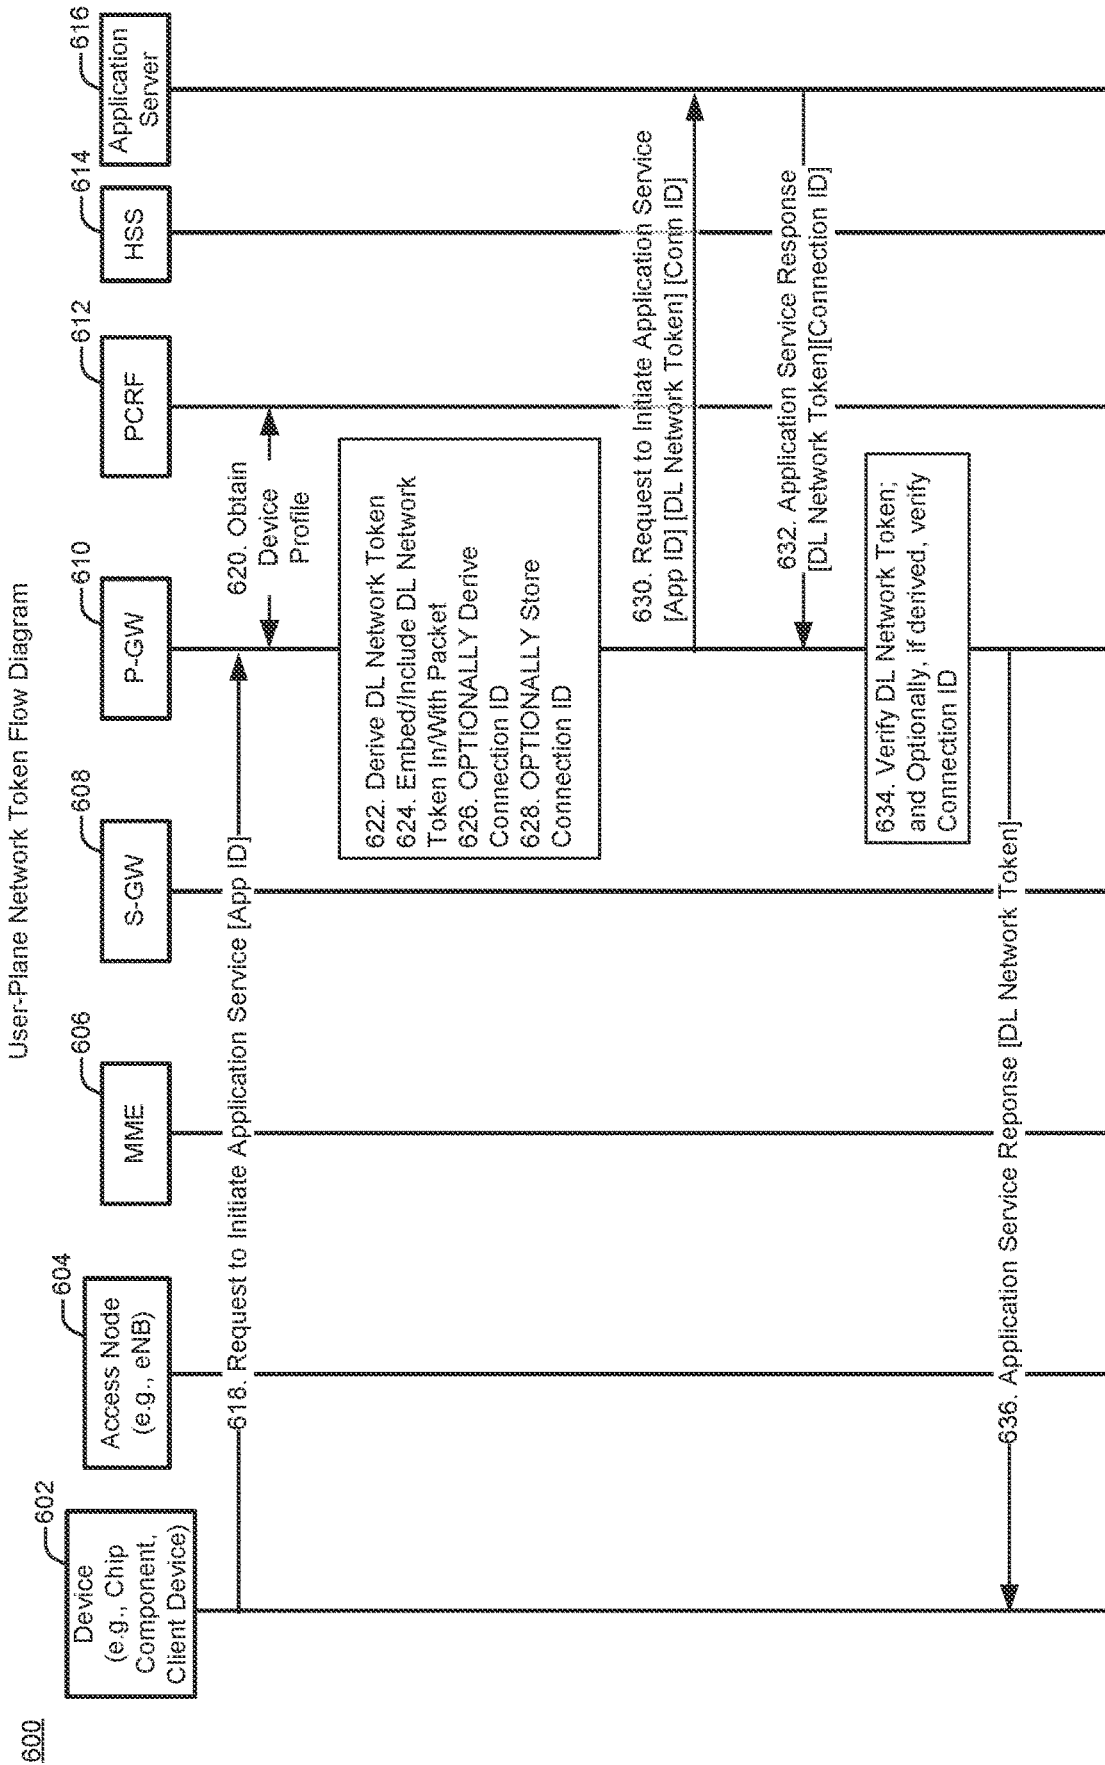 User-Plane Network Token Flow Diagram
600
602
Device
(e.g., Chip
Component,
Client Device)
604
Access Node
(e.g., eNB)
606
MME
608
S-GW
610
P-GW
612
PCRF
614
HSS
616
Application
Server
618. Request to Initiate Application Service [App ID]
620. Obtain
Device
Profile
622. Derive DL Network Token
624. Embed/Include DL Network
Token In/With Packet
626. OPTIONALLY Derive
Connection ID
628. OPTIONALLY Store
Connection ID
630. Request to Initiate Application Service
[App ID] [DL Network Token] [Conn ID]
632. Application Service Response
[DL Network Token][Connection ID]
634. Verify DL Network Token;
and Optionally, if derived, verify
Connection ID
636. Application Service Reponse [DL Network Token]